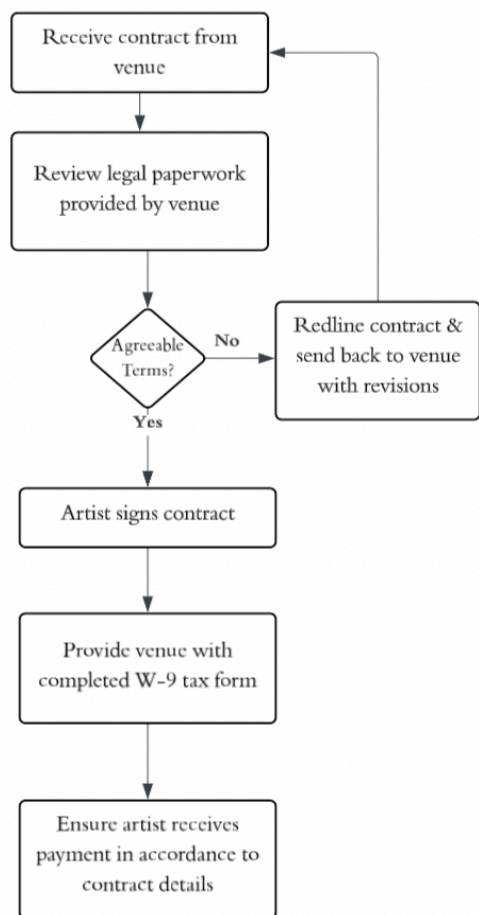 Receive contract from
venue
Review legal paperwork
provided by venue
Agreeable
Terms?
No
Redline contract &
send back to venue
with revisions
Yes
Artist signs contract
Provide venue with
completed W-9 tax form
Ensure artist receives
payment in accordance to
contract details